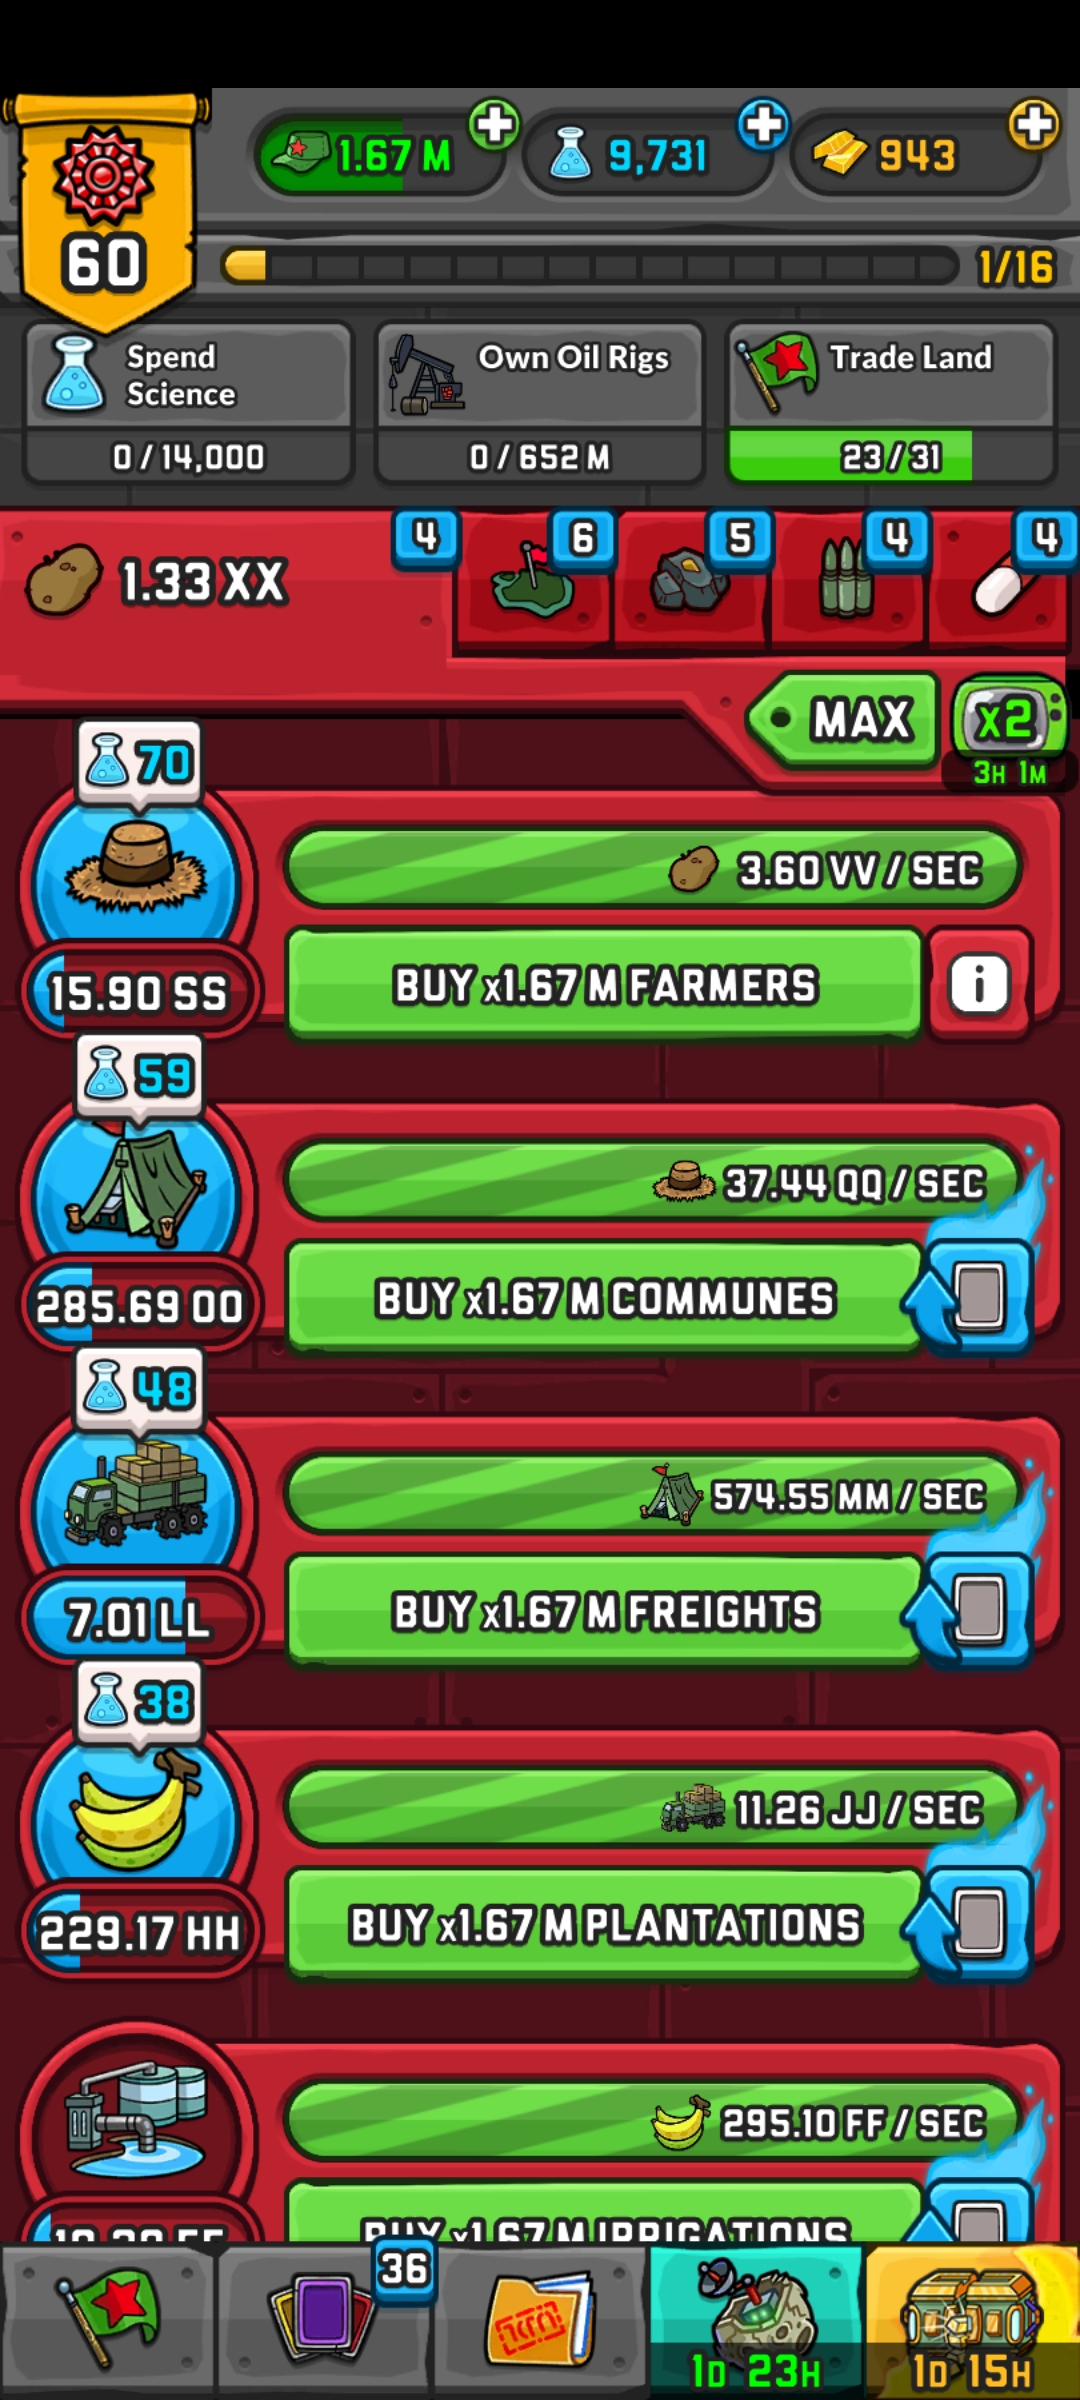 1.67 M
9,731
943
60
1/16
Spend
Science
0/14,000
Own Oil Rigs
0/652 M
Trade Land
23/31
1.33 XX
4
6
5
4
4
MAX
x2
3H 1M
70
3.60 VV / SEC
BUY x1.67 M FARMERS
i
15.90 SS
59
37.44 QQ / SEC
BUY x1.67 M COMMUNES
285.69 OO
48
574.55 MM / SEC
BUY x1.67 M FREIGHTS
7.01 LL
38
11.26 JJ / SEC
BUY x1.67 M PLANTATIONS
229.17 HH
295.10 FF / SEC
BUY x1.67 M IRRIGATIONS
36
1D 23H
1D 15H